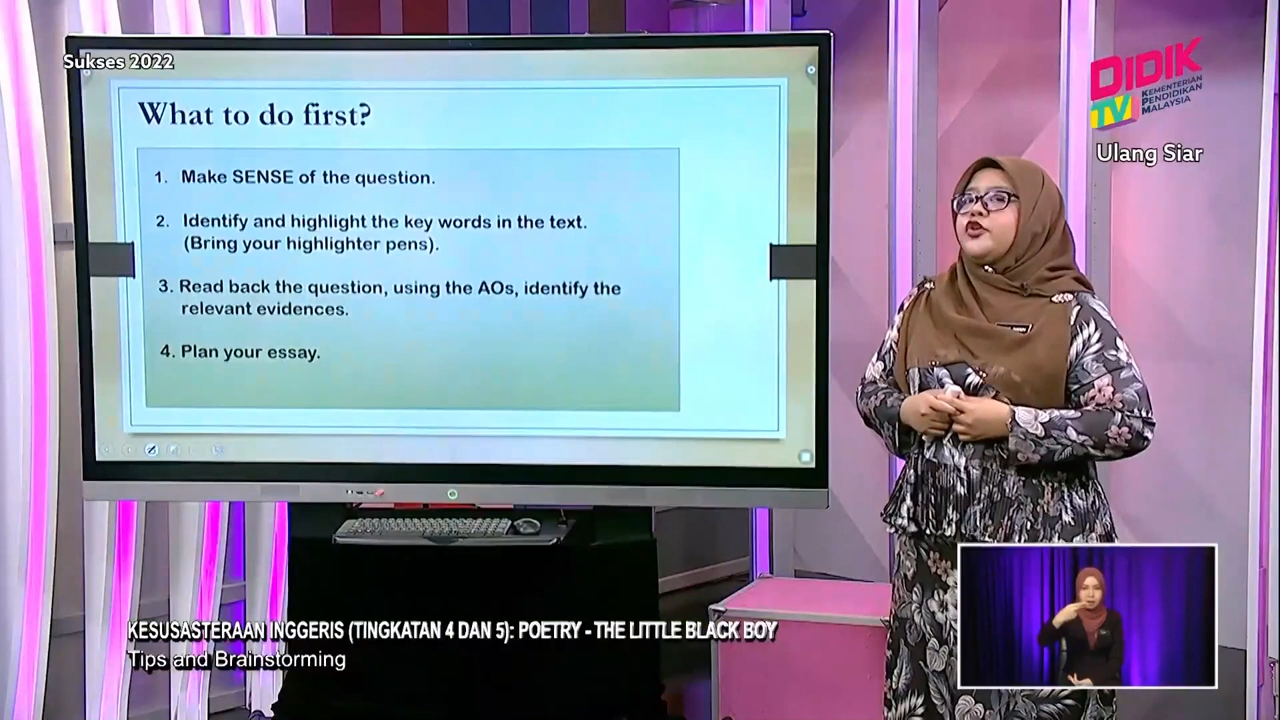 Sukses 2022
DIDIK
TV
KEMENTERIAN
PENDIDIKAN
MALAYSIA
Ulang Siar
What to do first?
1. Make SENSE of the question.
2. Identify and highlight the key words in the text.
(Bring your highlighter pens).
3. Read back the question, using the AOs, identify the
relevant evidences.
4. Plan your essay.
KESUSASTERAAN INGGERIS (TINGKATAN 4 DAN 5): POETRY - THE LITTLE BLACK BOY
Tips and Brainstorming